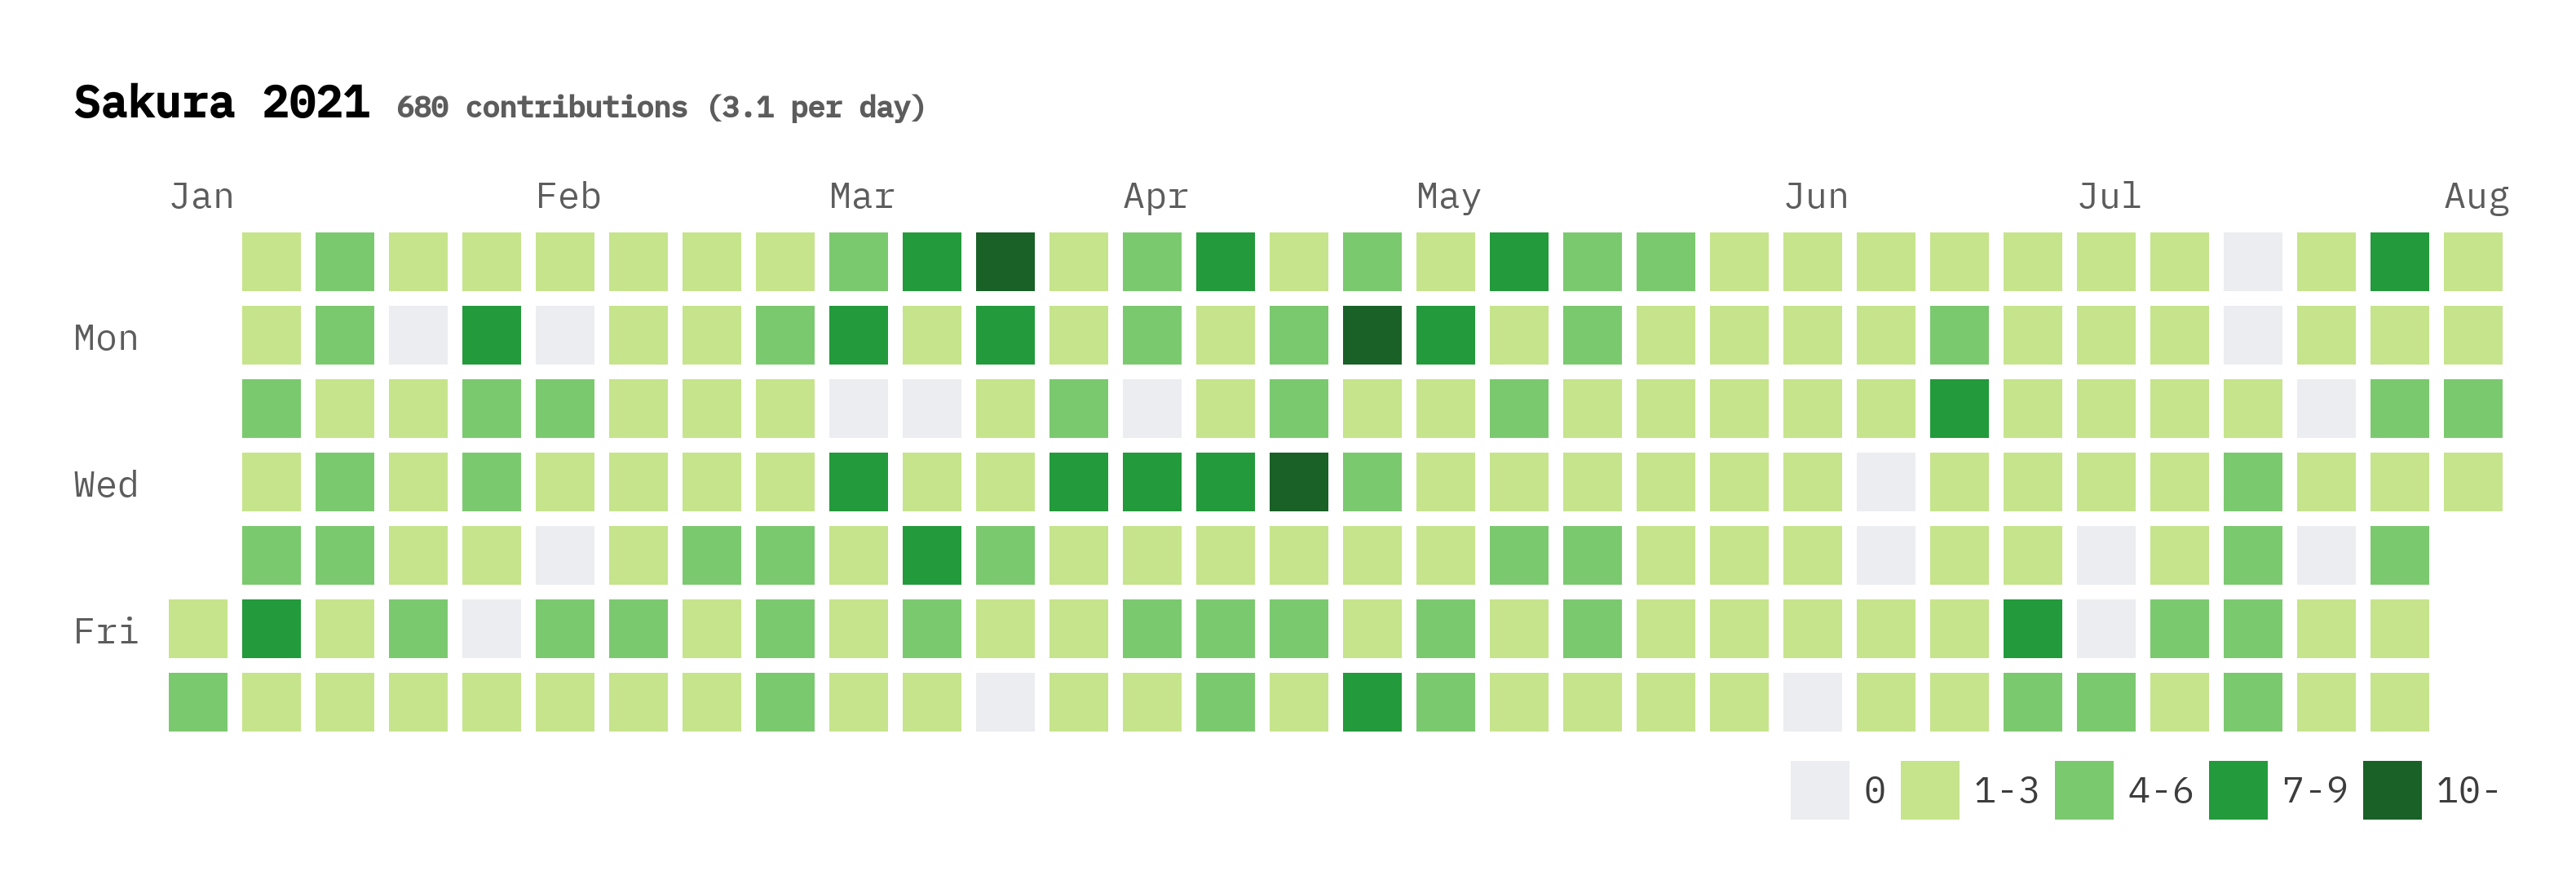 Sakura 2021 680 contributions (3.1 per day)
Jan Feb Mar Apr May Jun Jul Aug
Mon
Wed
Fri
0 1-3 4-6 7-9 10-